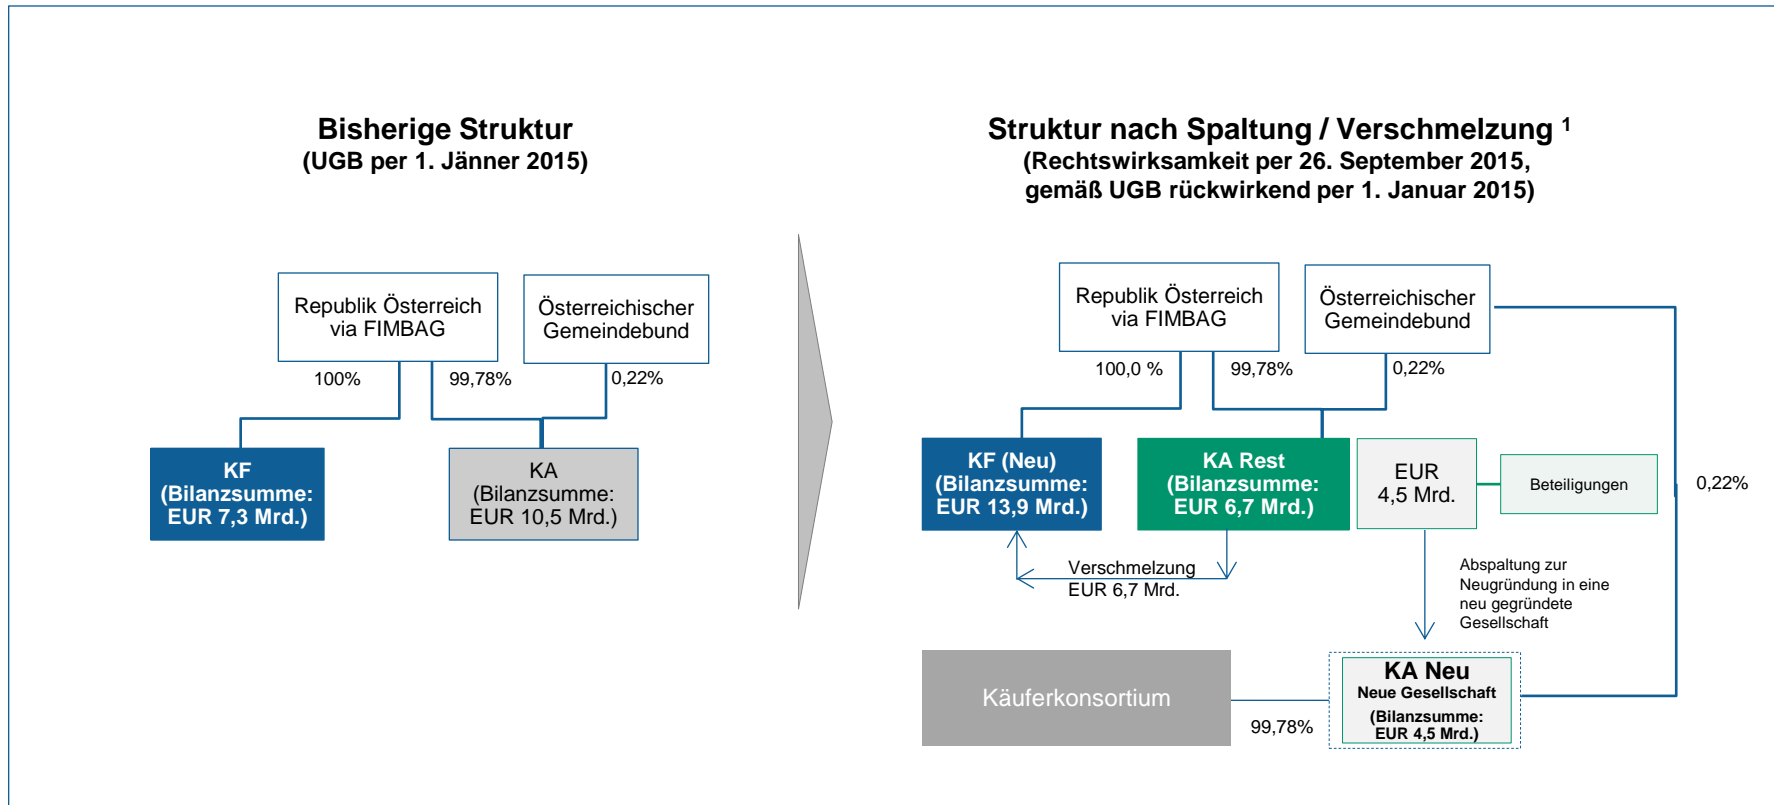 Bisherige Struktur
(UGB per 1. Jänner 2015)
Republik Österreich
via FIMBAG
Österreichischer
Gemeindebund
100%
99,78%
0,22%
KF
(Bilanzsumme:
EUR 7,3 Mrd.)
KA
(Bilanzsumme:
EUR 10,5 Mrd.)
Struktur nach Spaltung / Verschmelzung ¹
(Rechtswirksamkeit per 26. September 2015,
gemäß UGB rückwirkend per 1. Januar 2015)
Republik Österreich
via FIMBAG
Österreichischer
Gemeindebund
100,0 %
99,78%
0,22%
KF (Neu)
(Bilanzsumme:
EUR 13,9 Mrd.)
KA Rest
(Bilanzsumme:
EUR 6,7 Mrd.)
EUR
4,5 Mrd.
Beteiligungen
0,22%
Verschmelzung
EUR 6,7 Mrd.
Abspaltung zur
Neugründung in eine
neu gegründete
Gesellschaft
Käuferkonsortium
99,78%
KA Neu
Neue Gesellschaft
(Bilanzsumme:
EUR 4,5 Mrd.)